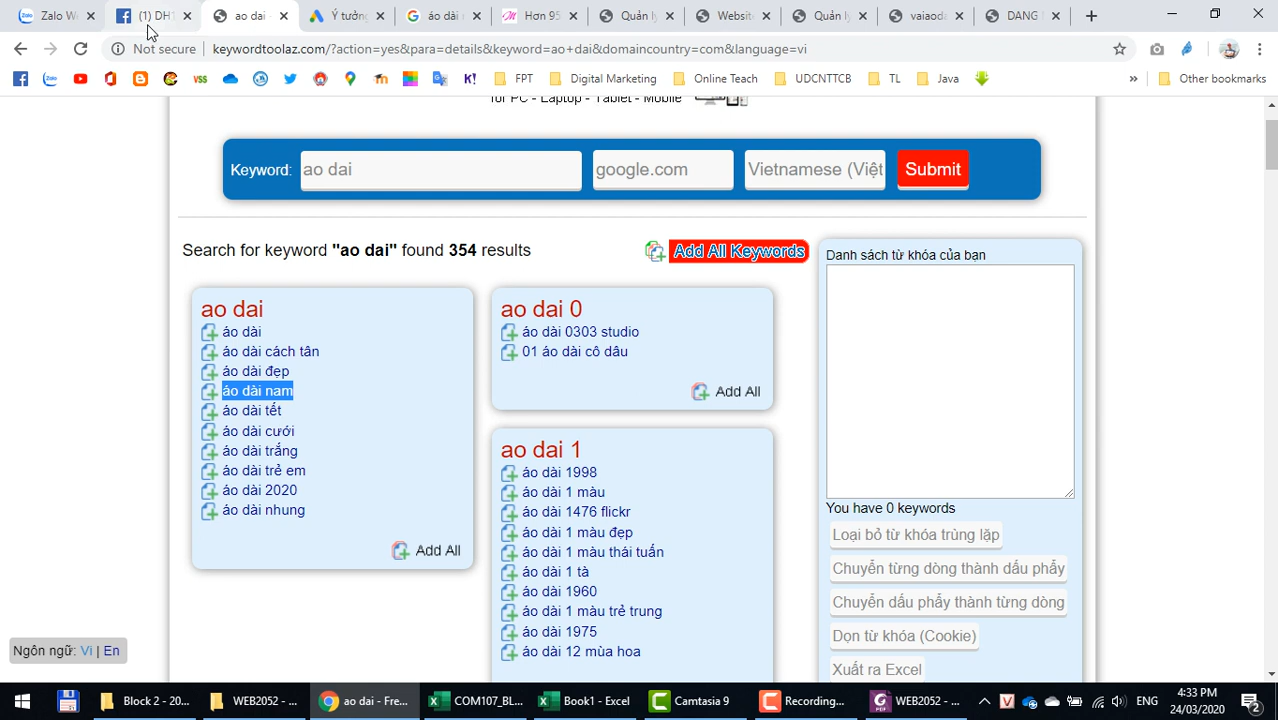 Zalo W
(1) DH1
ao dai -
Ý tưởng
áo dài
Hơn 95
Quản lý
Website
Quản lý
vaiaoda
DANG
Not secure
keywordtoolaz.com/?action=yes&para=details&keyword=ao+dai&domaincountry=com&language=vi
FPT
Digital Marketing
Online Teach
UDCNTTCB
TL
Java
Other bookmarks
for PC - Laptop - Tablet - Mobile
Keyword:
ao dai
google.com
Vietnamese (Việt
Submit
Search for keyword "ao dai" found 354 results
Add All Keywords
ao dai
áo dài
áo dài cách tân
áo dài đẹp
áo dài nam
áo dài tết
áo dài cưới
áo dài trắng
áo dài trẻ em
áo dài 2020
áo dài nhung
Add All
ao dai 0
áo dài 0303 studio
01 áo dài cô dâu
Add All
ao dai 1
áo dài 1998
áo dài 1 màu
áo dài 1476 flickr
áo dài 1 màu đẹp
áo dài 1 màu thái tuấn
áo dài 1 tà
áo dài 1960
áo dài 1 màu trẻ trung
áo dài 1975
áo dài 12 mùa hoa
Danh sách từ khóa của bạn
You have 0 keywords
Loại bỏ từ khóa trùng lặp
Chuyển từng dòng thành dấu phẩy
Chuyển dấu phẩy thành từng dòng
Dọn từ khóa (Cookie)
Xuất ra Excel
Ngôn ngữ: Vi | En
Block 2 - 20...
WEB2052 - ...
ao dai - Fre...
COM107_BL...
Book1 - Excel
Camtasia 9
Recording...
WEB2052 - ...
ENG
4:33 PM
24/03/2020
2